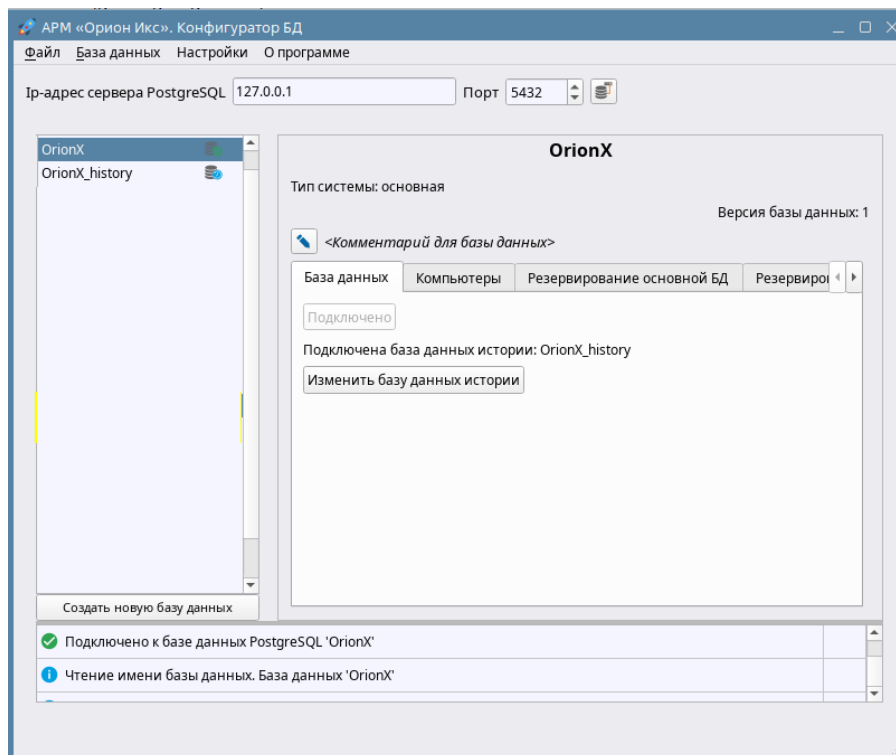 АРМ «Орион Икс». Конфигуратор БД
Файл База данных Настройки О программе
Ip-адрес сервера PostgreSQL 127.0.0.1 Порт 5432
OrionX
OrionX_history
Создать новую базу данных
OrionX
Тип системы: основная
Версия базы данных: 1
<Комментарий для базы данных>
База данных Компьютеры Резервирование основной БД Резервиров
Подключено
Подключена база данных истории: OrionX_history
Изменить базу данных истории
Подключено к базе данных PostgreSQL 'OrionX'
Чтение имени базы данных. База данных 'OrionX'